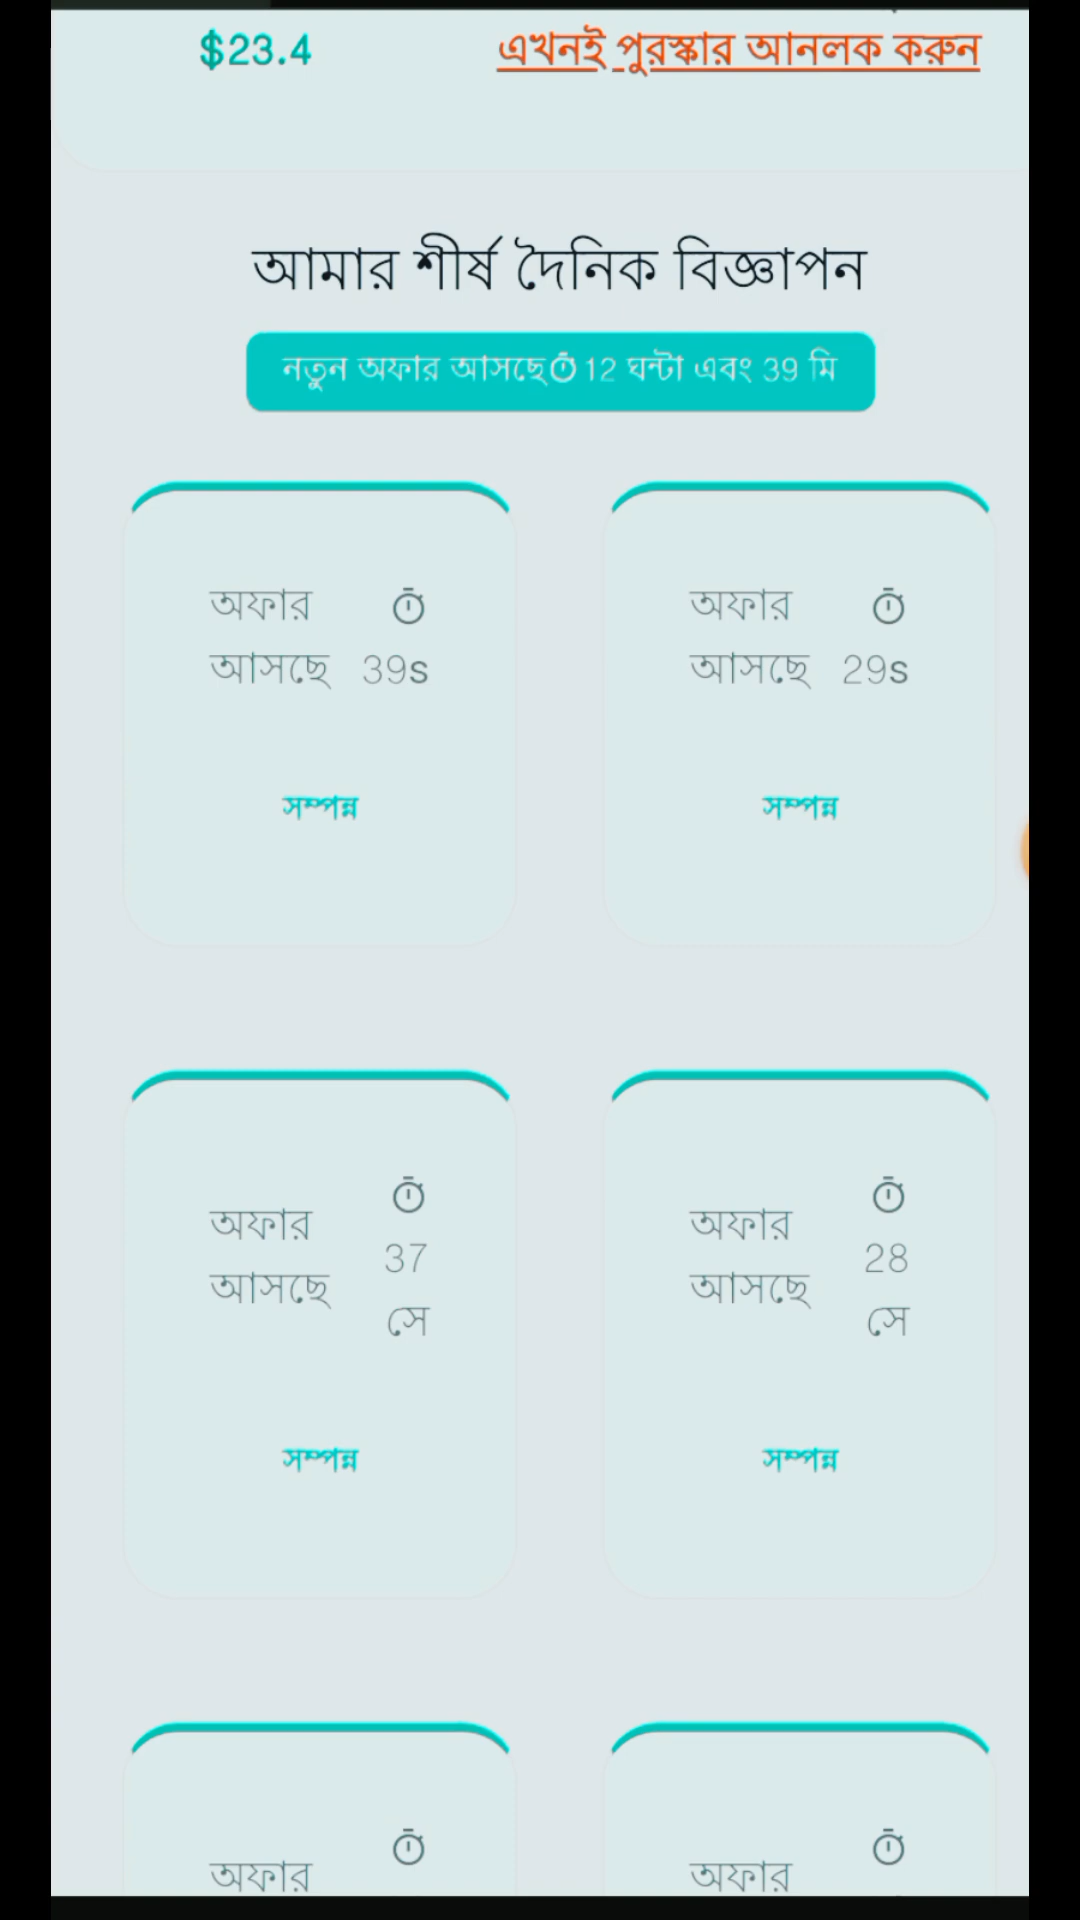 $23.4
এখনই পুরস্কার আনলক করুন
আমার শীর্ষ দৈনিক বিজ্ঞাপন
নতুন অফার আসছে 12 ঘন্টা এবং 39 মি
অফার
আসছে 39s
সম্পন্ন
অফার
আসছে 29s
সম্পন্ন
অফার
আসছে
37
সে
সম্পন্ন
অফার
আসছে
28
সে
সম্পন্ন
অফার
অফার